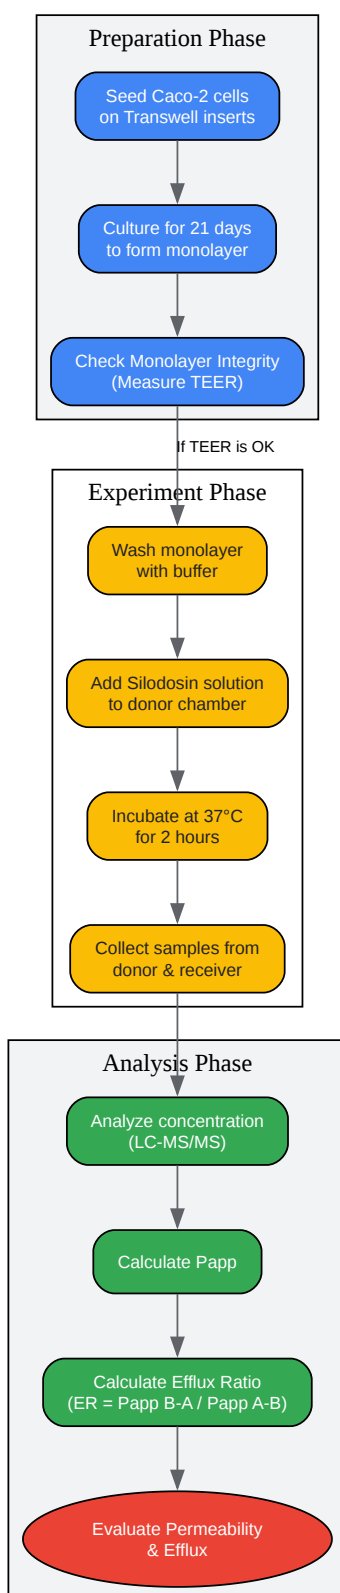 Preparation Phase
Seed Caco-2 cells
on Transwell inserts
Culture for 21 days
to form monolayer
Check Monolayer Integrity
(Measure TEER)
If TEER is OK
Experiment Phase
Wash monolayer
with buffer
Add Silodosin solution
to donor chamber
Incubate at 37°C
for 2 hours
Collect samples from
donor & receiver
Analysis Phase
Analyze concentration
(LC-MS/MS)
Calculate Papp
Calculate Efflux Ratio
(ER = Papp B-A / Papp A-B)
Evaluate Permeability
& Efflux